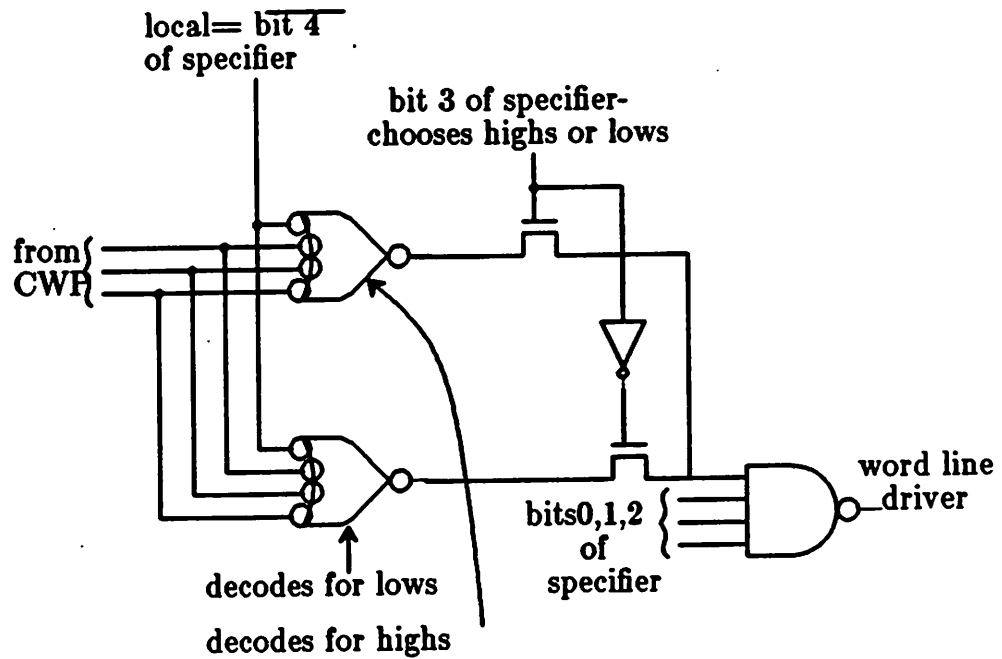 local= bit 4
of specifier
bit 3 of specifier-
chooses highs or lows
from
CWP
bits0,1,2
of
specifier
word line
driver
decodes for lows
decodes for highs